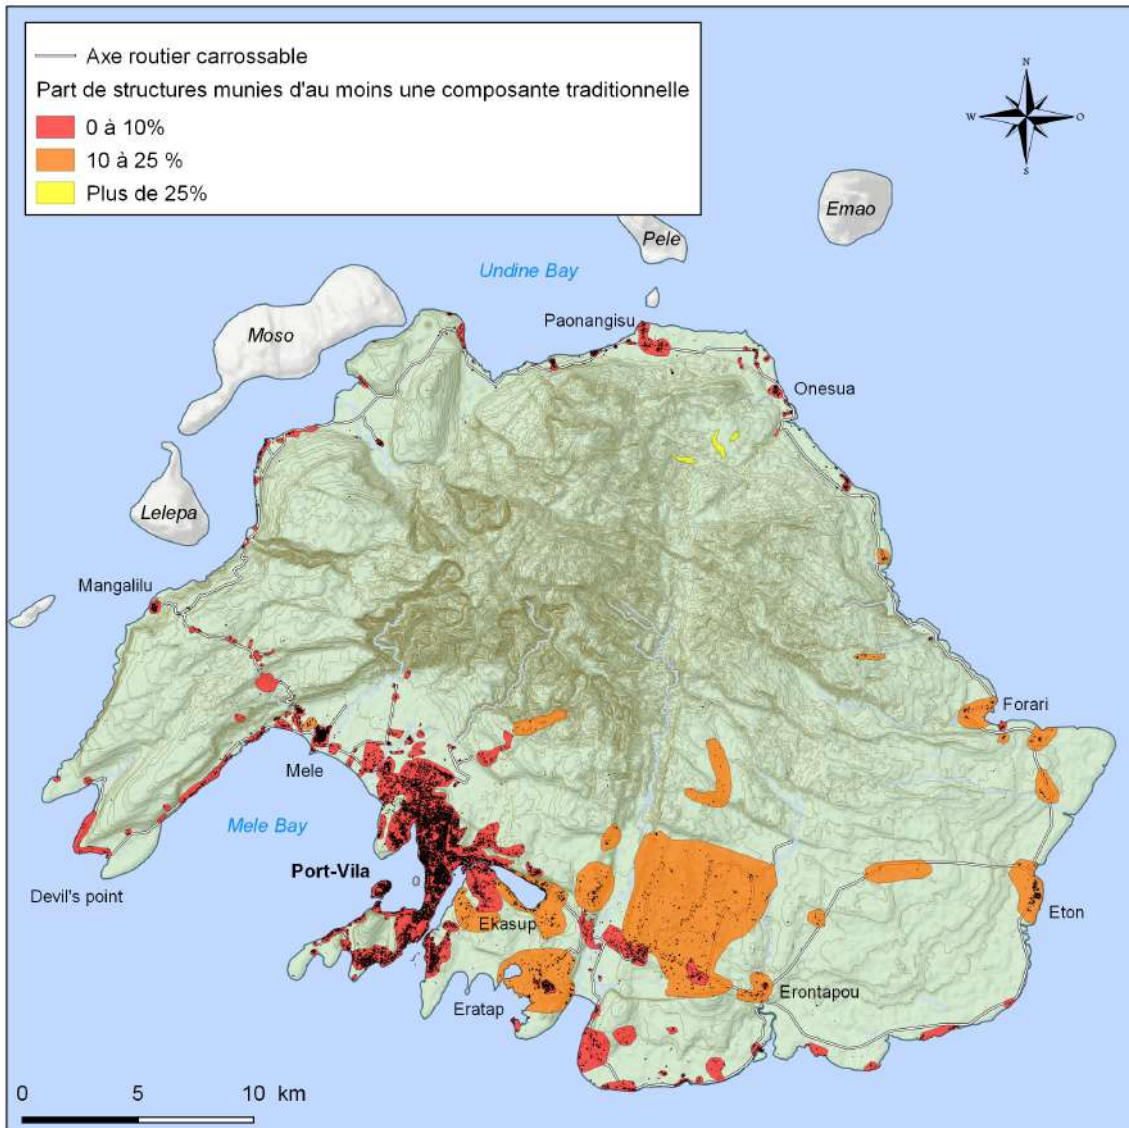 Axe routier carrossable
Part de structures munies d'au moins une composante traditionnelle
0 à 10%
10 à 25 %
Plus de 25%
N
W
O
S
Emao
Pele
Undine Bay
Moso
Paonangisu
Onesua
Lelepa
Mangalilu
Forari
Mele
Mele Bay
Port-Vila
Devil's point
Ekasup
Eton
Erontapou
Eratap
0 5 10 km